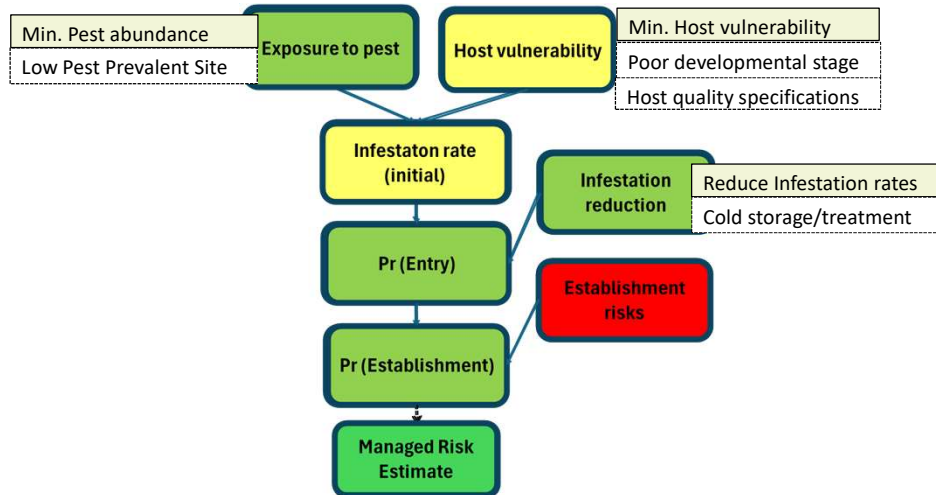 Min. Pest abundance
Low Pest Prevalent Site
Exposure to pest
Host vulnerability
Min. Host vulnerability
Poor developmental stage
Host quality specifications
Infestaton rate
(initial)
Infestation
reduction
Reduce Infestation rates
Cold storage/treatment
Pr (Entry)
Establishment
risks
Pr (Establishment)
Managed Risk
Estimate